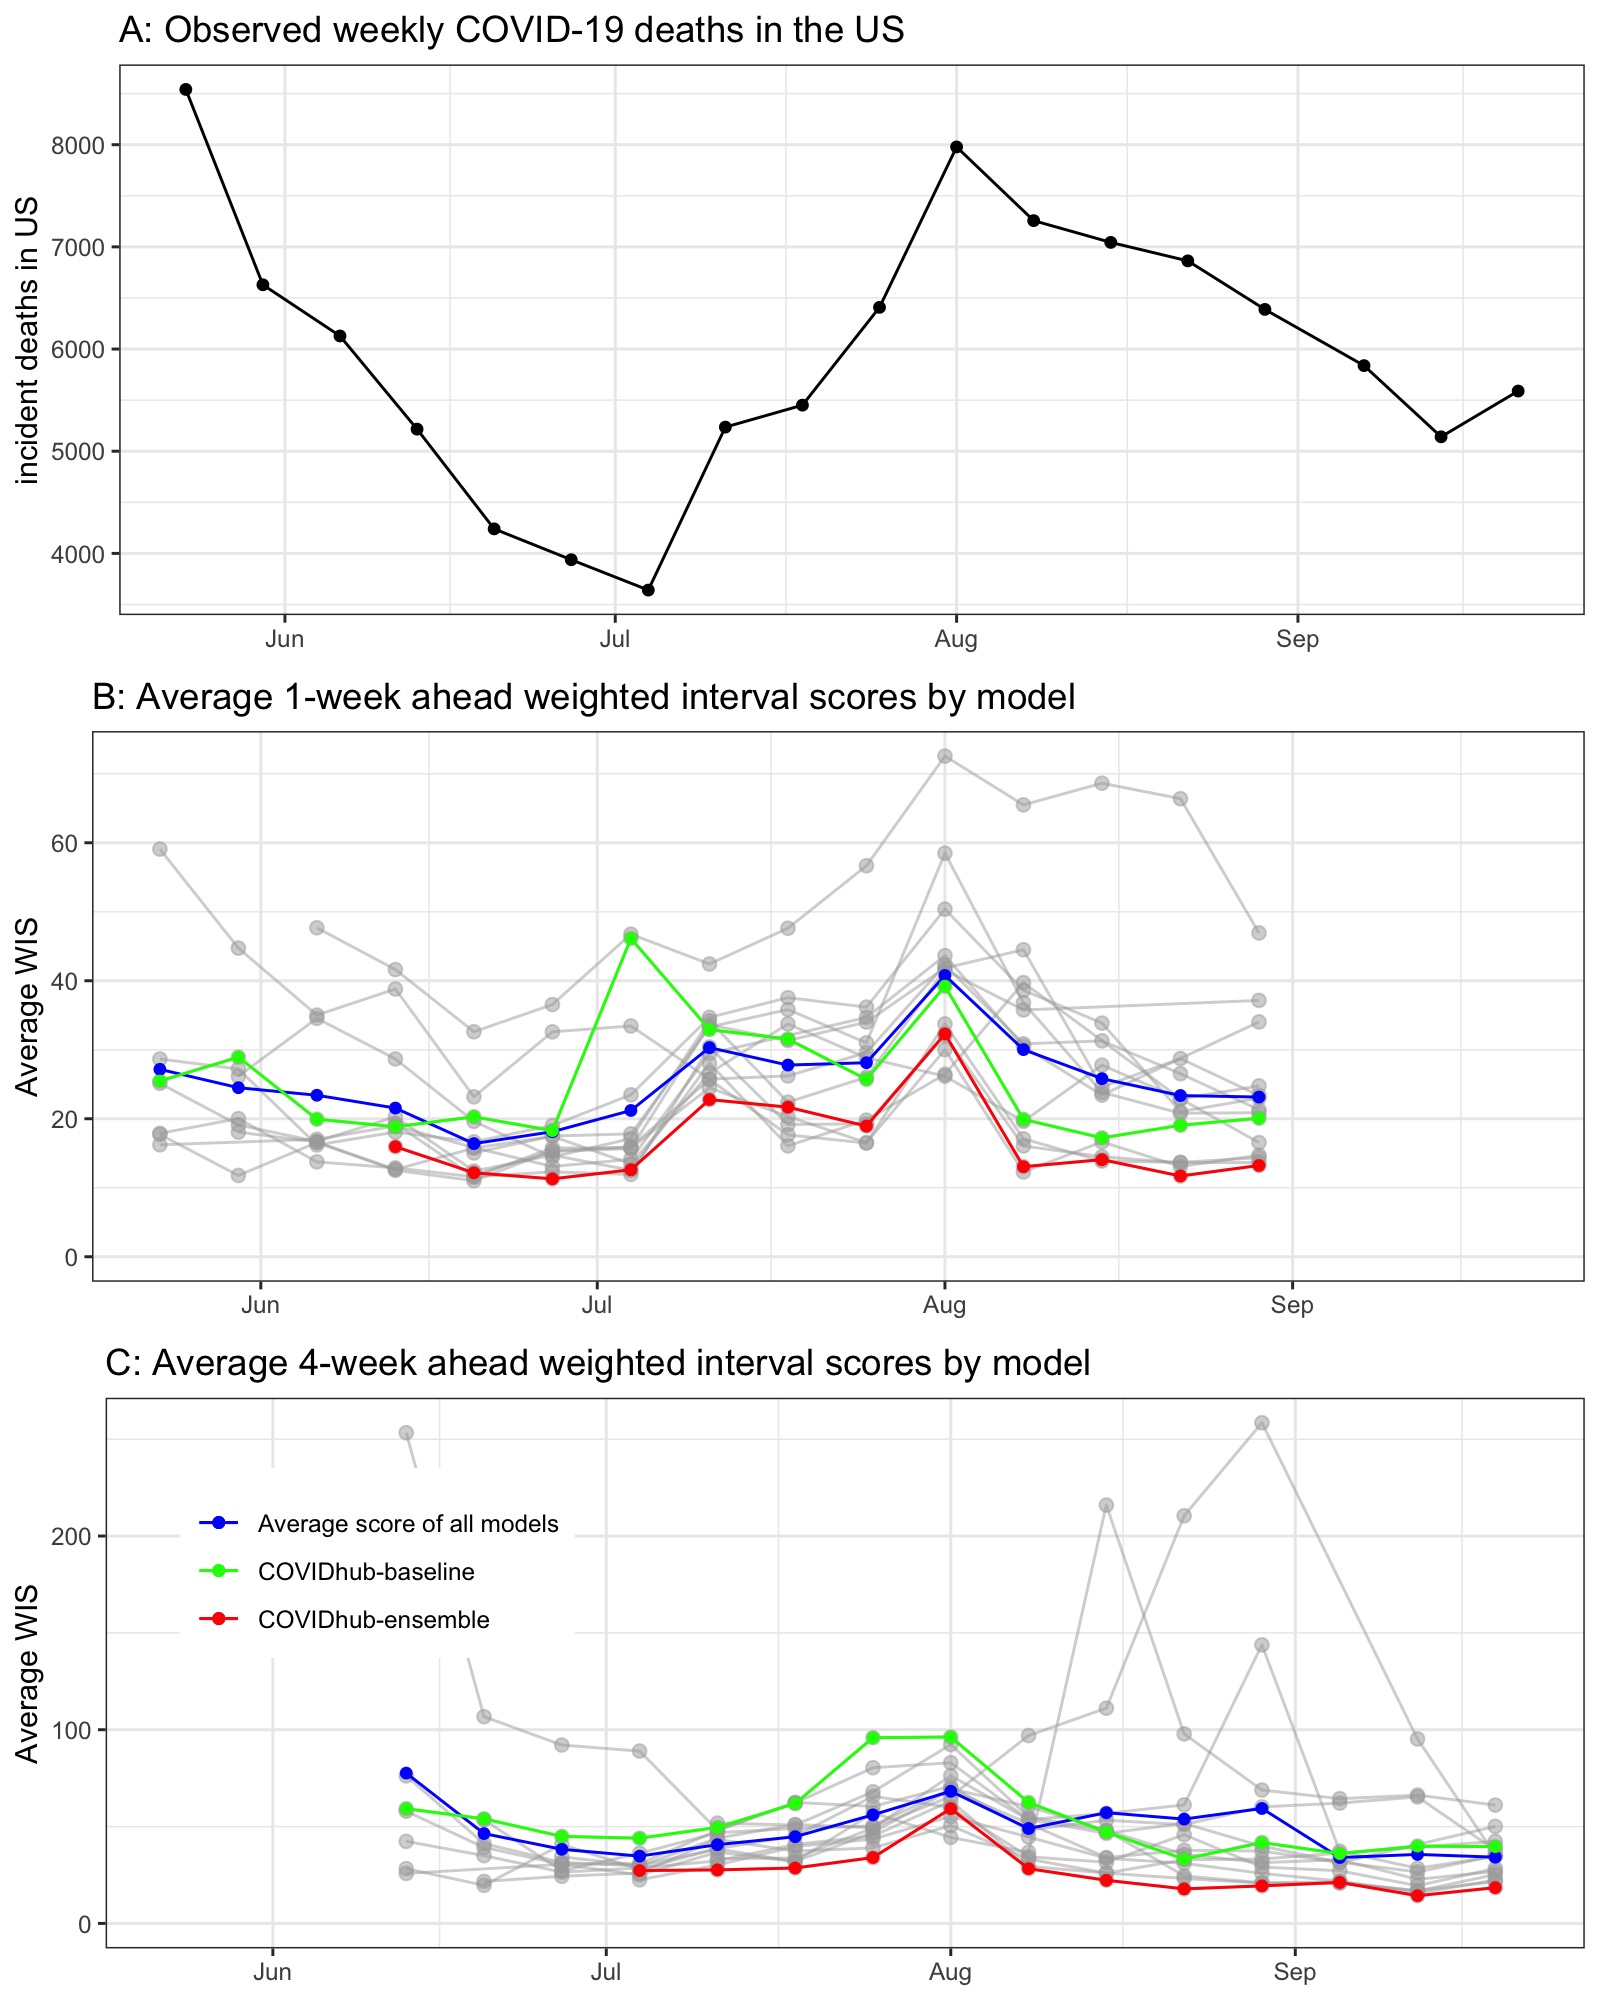 A: Observed weekly COVID-19 deaths in the US
incident deaths in US
8000
7000
6000
5000
4000
Jun Jul Aug Sep
B: Average 1-week ahead weighted interval scores by model
Average WIS
60
40
20
0
Jun Jul Aug Sep
C: Average 4-week ahead weighted interval scores by model
Average WIS
200
100
0
Average score of all models
COVIDhub-baseline
COVIDhub-ensemble
Jun Jul Aug Sep